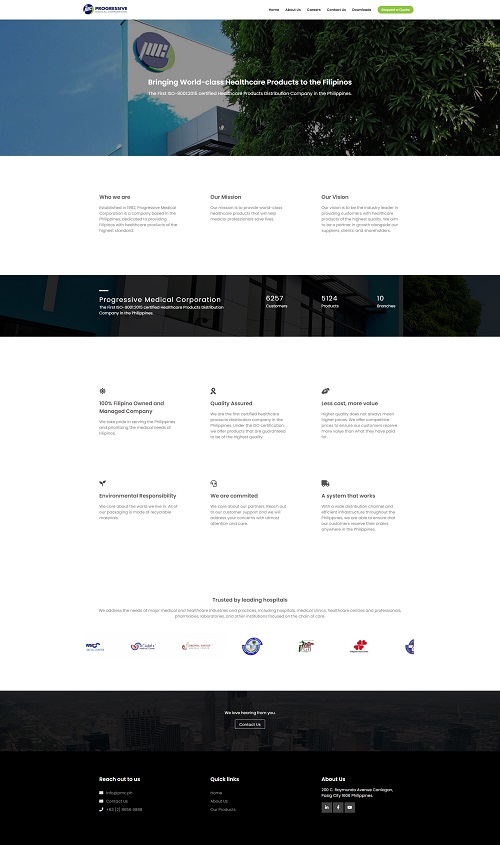 PROGRESSIVE
MEDICAL CORPORATION
Home About Us Careers Contact Us Downloads Request a Quote
pmc
Bringing World-class Healthcare Products to the Filipinos
The First ISO-9001:2015 certified Healthcare Products Distribution Company in the Philippines.
Who we are
Established in 1992, Progressive Medical
Corporation is a company based in the
Philippines, dedicated to providing
Filipinos with healthcare products of the
highest standard.
Our Mission
Our mission is to provide world-class
healthcare products that will help
medical professionals save lives.
Our Vision
Our vision is to be the industry leader in
providing customers with healthcare
products of the highest quality. We aim
to be a partner in growth alongside our
suppliers, clients and shareholders.
Progressive Medical Corporation
The First ISO-9001:2015 certified Healthcare Products Distribution
Company in the Philippines.
6257
Customers
5124
Products
10
Branches
100% Filipino Owned and
Managed Company
We take pride in serving the Philippines
and prioritizing the medical needs of
Filipinos.
Quality Assured
We are the first certified healthcare
products distribution company in the
Philippines. Under the ISO certification,
we offer products that are guaranteed
to be of the highest quality.
Less cost, more value
Higher quality does not always mean
higher prices. We offer competitive
prices to ensure our customers receive
more value than what they have paid
for.
Environmental Responsibility
We care about the world we live in. All of
our packaging is made of recyclable
materials.
We are commited
We care about our partners. Reach out
to our customer support and we will
address your concerns with utmost
attention and care.
A system that works
With a wide distribution channel and
efficient infrastructure throughout the
Philippines, we are able to ensure that
our customers receive their orders
anywhere in the Philippines.
Trusted by leading hospitals
We address the needs of major medical and healthcare industries and practices, including hospitals, medical clinics, healthcare centres and professionals,
pharmacies, laboratories, and other institutions focused on the chain of care.
We love hearing from you
Contact Us
Reach out to us
info@pmc.ph
Contact Us
Quick links
Home
About Us
Our Products
About Us
200 C. Raymundo Avenue Caniogan,
Pasig City 1606 Philippines.